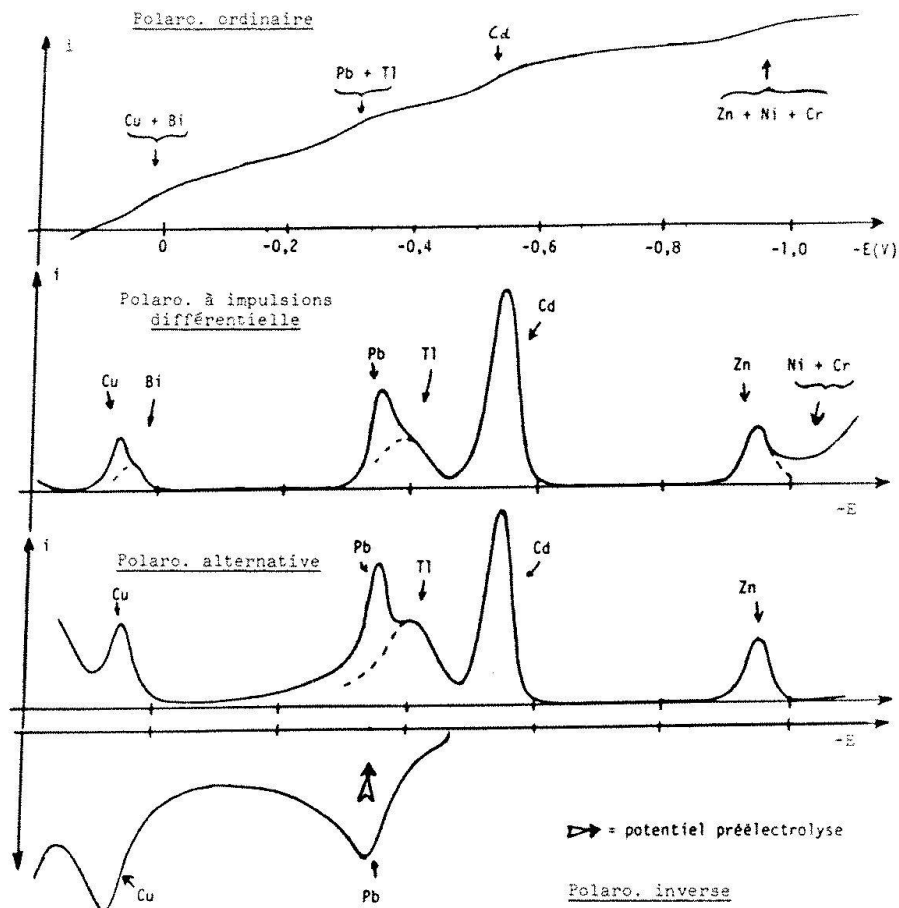 Polaro. ordinaire
i
Cu + Bi
Pb + Tl
Cd
Zn + Ni + Cr
0
-0,2
-0,4
-0,6
-0,8
-1,0
-E(V)
i
Polaro. à impulsions
différentielle
Cu
Bi
Pb
Tl
Cd
Zn
Ni + Cr
-E
i
Polaro. alternative
Cu
Pb
Tl
Cd
Zn
-E
= potentiel préélectrolyse
Cu
Pb
Polaro. inverse